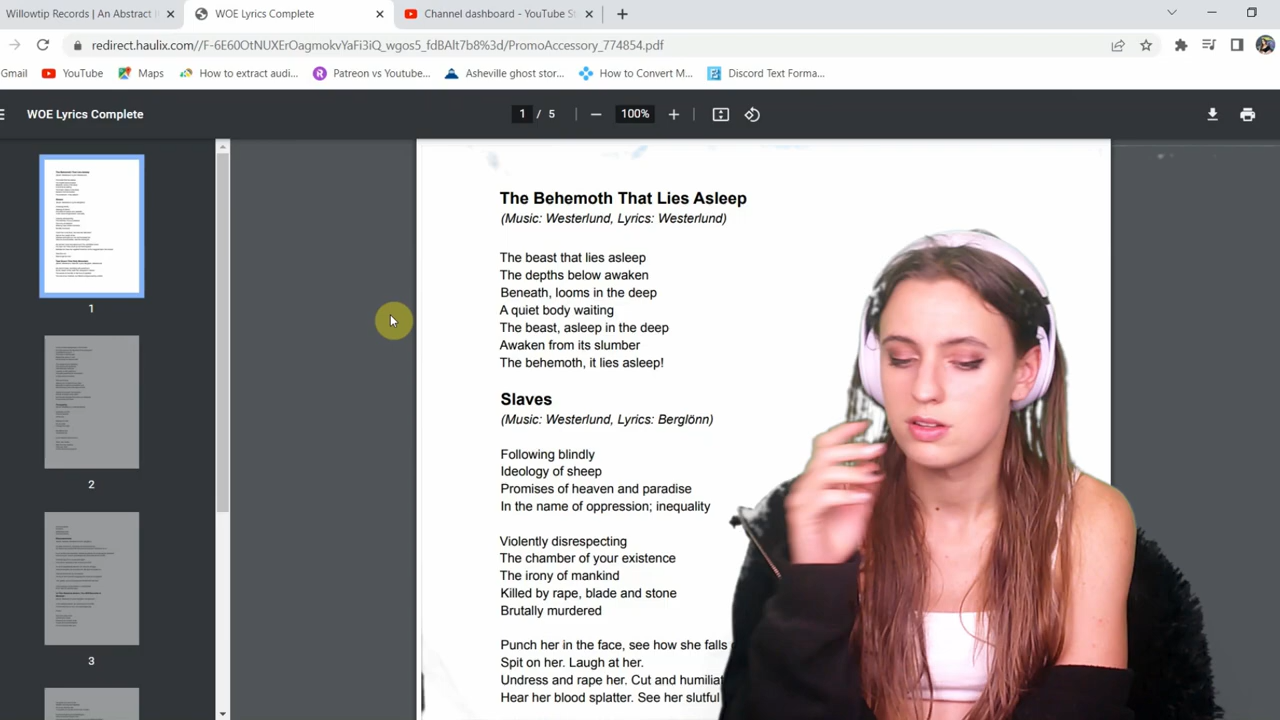 Willowtip Records | An Abstract I
WOE Lyrics Complete
Channel dashboard - YouTube St
redirect.haulix.com//F-6E60OtNUXErOagmokvYaFi3iQ_wgos5_fdBAlt7b8%3d/PromoAccessory_774854.pdf
Gmail
YouTube
Maps
How to extract audi...
Patreon vs Youtube...
Asheville ghost stor...
How to Convert M...
Discord Text Forma...
WOE Lyrics Complete
1 / 5
100%
1
2
3
The Behemoth That Lies Asleep
(Music: Westerlund, Lyrics: Westerlund)
beast that lies asleep
The depths below awaken
Beneath, looms in the deep
A quiet body waiting
The beast, asleep in the deep
Awaken from its slumber
The behemoth, it lies asleep!
Slaves
(Music: Westerlund, Lyrics: Berglönn)
Following blindly
Ideology of sheep
Promises of heaven and paradise
In the name of oppression; inequality
disrespecting
member of your existence
The irony of mankind
by rape, blade and stone
Brutally murdered
Punch her in the face, see how she falls
Spit on her. Laugh at her.
Undress and rape her. Cut and humiliat
Hear her blood splatter. See her slutful